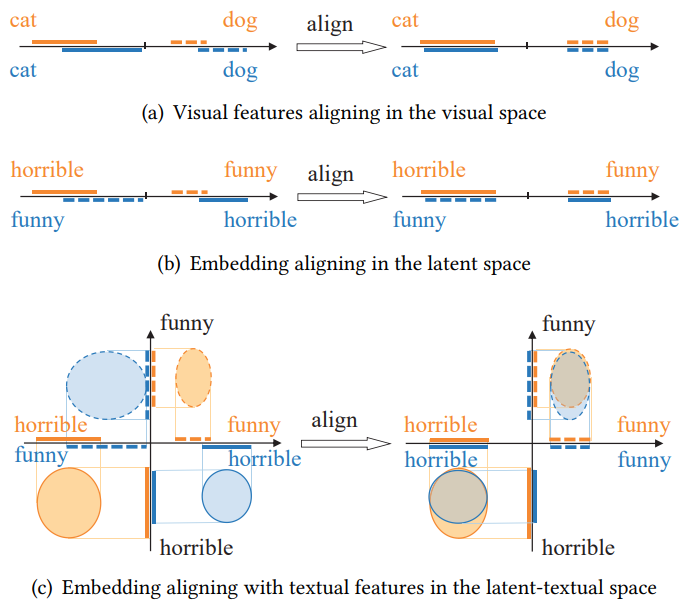 cat dog align cat dog
cat dog cat dog
(a) Visual features aligning in the visual space
horrible funny align horrible funny
funny horrible funny horrible
(b) Embedding aligning in the latent space
funny funny
horrible funny align horrible funny
funny horrible horrible funny
horrible horrible
(c) Embedding aligning with textual features in the latent-textual space